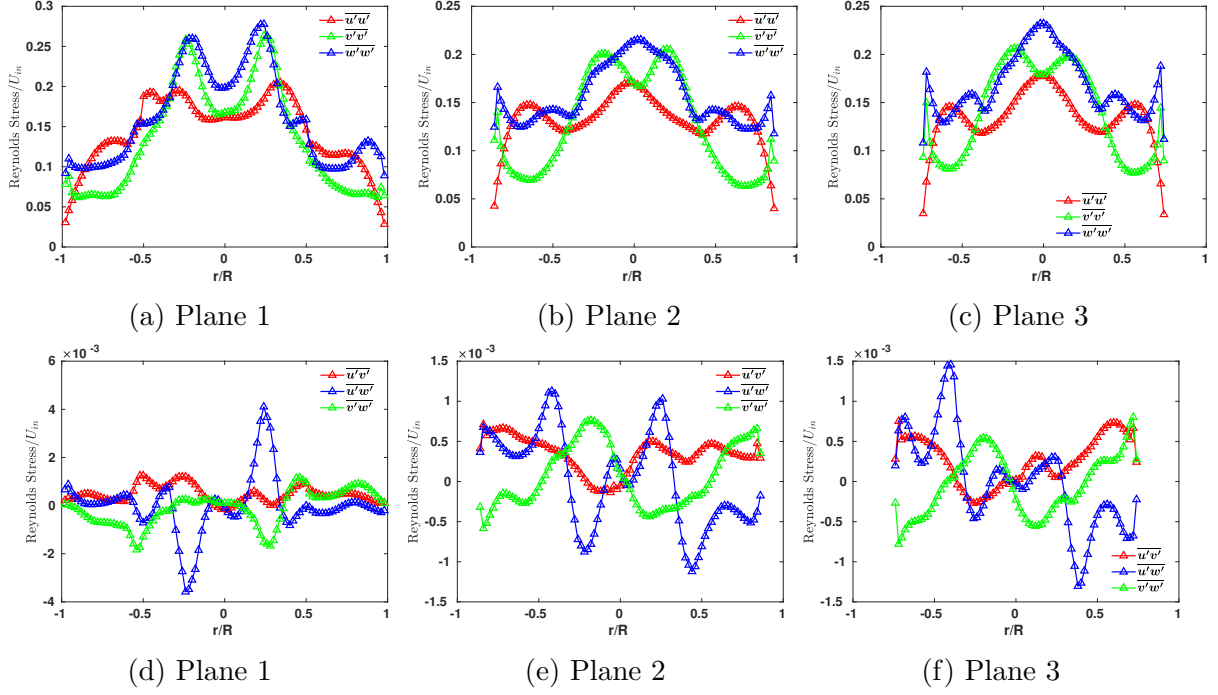 0.3
0.25
0.2
0.15
0.1
0.05
0
Reynolds Stress/U_in
-1 -0.5 0 0.5 1
r/R
u'u'
v'v'
w'w'
(a) Plane 1
0.25
0.2
0.15
0.1
0.05
0
Reynolds Stress/U_in
-1 -0.5 0 0.5 1
r/R
u'u'
v'v'
w'w'
(b) Plane 2
0.25
0.2
0.15
0.1
0.05
0
Reynolds Stress/U_in
-1 -0.5 0 0.5 1
r/R
u'u'
v'v'
w'w'
(c) Plane 3
×10 -3
6
4
2
0
-2
-4
Reynolds Stress/U_in
-1 -0.5 0 0.5 1
r/R
u'v'
u'w'
v'w'
(d) Plane 1
×10 -3
1.5
1
0.5
0
-0.5
-1
-1.5
Reynolds Stress/U_in
-1 -0.5 0 0.5 1
r/R
u'v'
u'w'
v'w'
(e) Plane 2
×10 -3
1.5
1
0.5
0
-0.5
-1
-1.5
Reynolds Stress/U_in
-1 -0.5 0 0.5 1
r/R
u'v'
u'w'
v'w'
(f) Plane 3